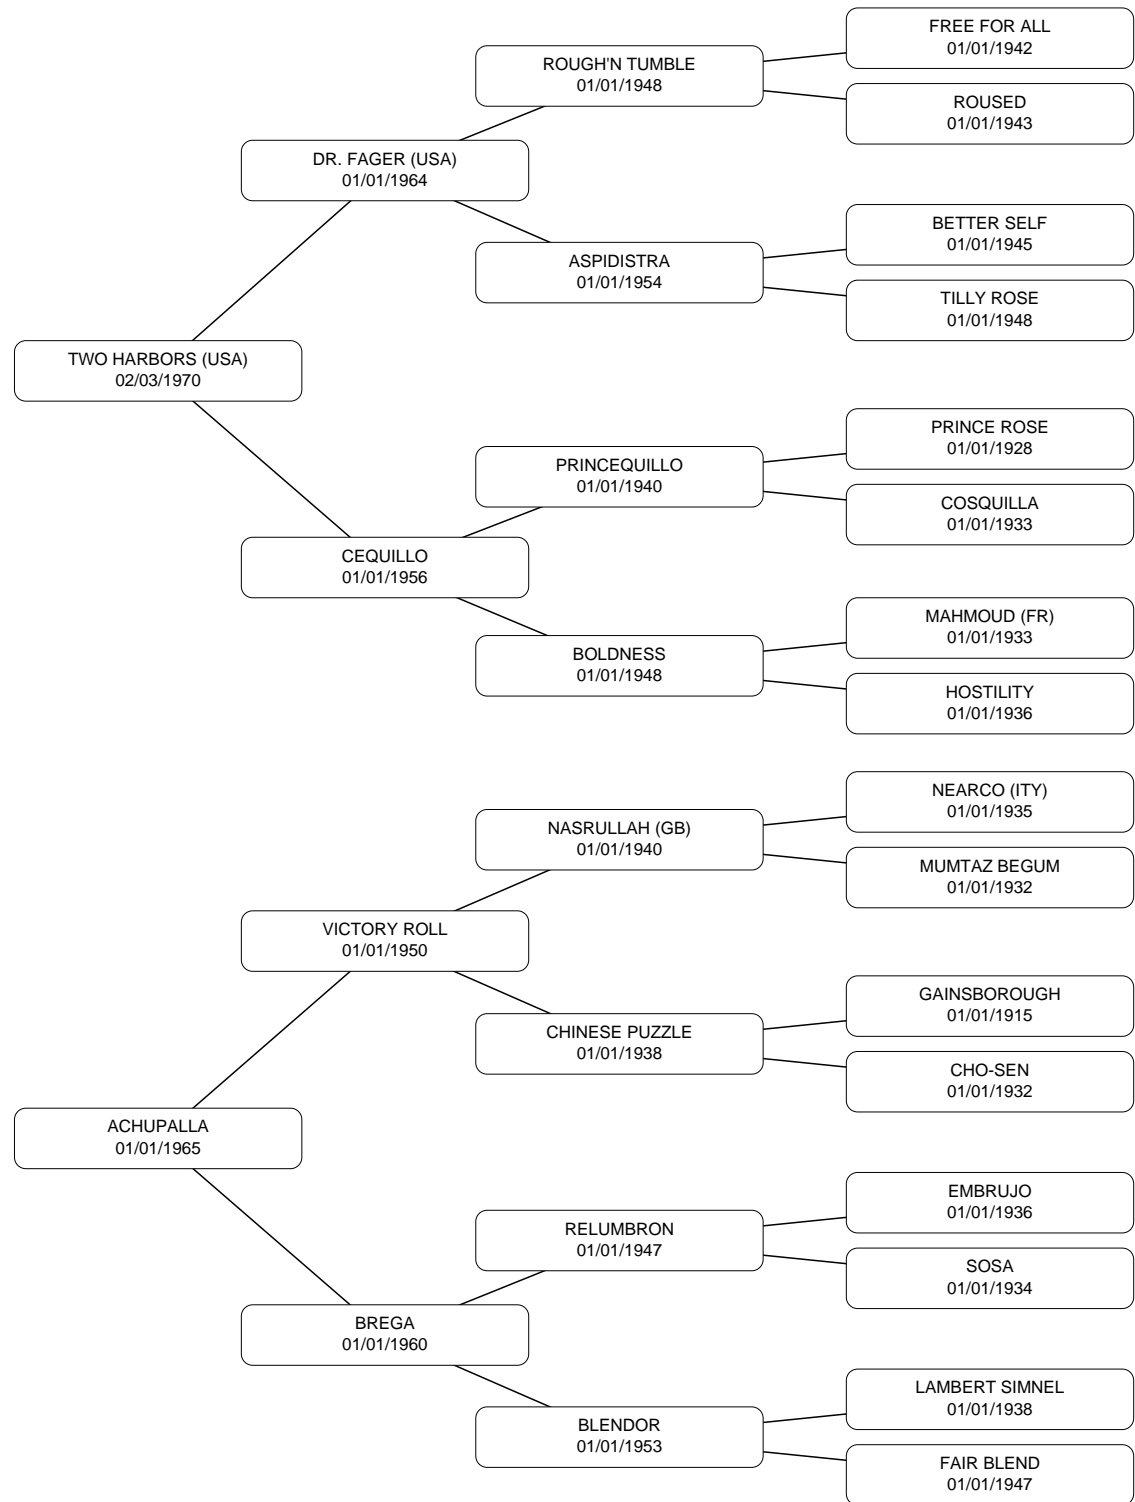 FREE FOR ALL
01/01/1942
ROUGH'N TUMBLE
01/01/1948
ROUSED
01/01/1943
DR. FAGER (USA)
01/01/1964
BETTER SELF
01/01/1945
ASPIDISTRA
01/01/1954
TILLY ROSE
01/01/1948
TWO HARBORS (USA)
02/03/1970
PRINCE ROSE
01/01/1928
PRINCEQUILLO
01/01/1940
COSQUILLA
01/01/1933
CEQUILLO
01/01/1956
MAHMOUD (FR)
01/01/1933
BOLDNESS
01/01/1948
HOSTILITY
01/01/1936
NEARCO (ITY)
01/01/1935
NASRULLAH (GB)
01/01/1940
MUMTAZ BEGUM
01/01/1932
VICTORY ROLL
01/01/1950
GAINSBOROUGH
01/01/1915
CHINESE PUZZLE
01/01/1938
CHO-SEN
01/01/1932
ACHUPALLA
01/01/1965
EMBRUJO
01/01/1936
RELUMBRON
01/01/1947
SOSA
01/01/1934
BREGA
01/01/1960
LAMBERT SIMNEL
01/01/1938
BLENDOR
01/01/1953
FAIR BLEND
01/01/1947